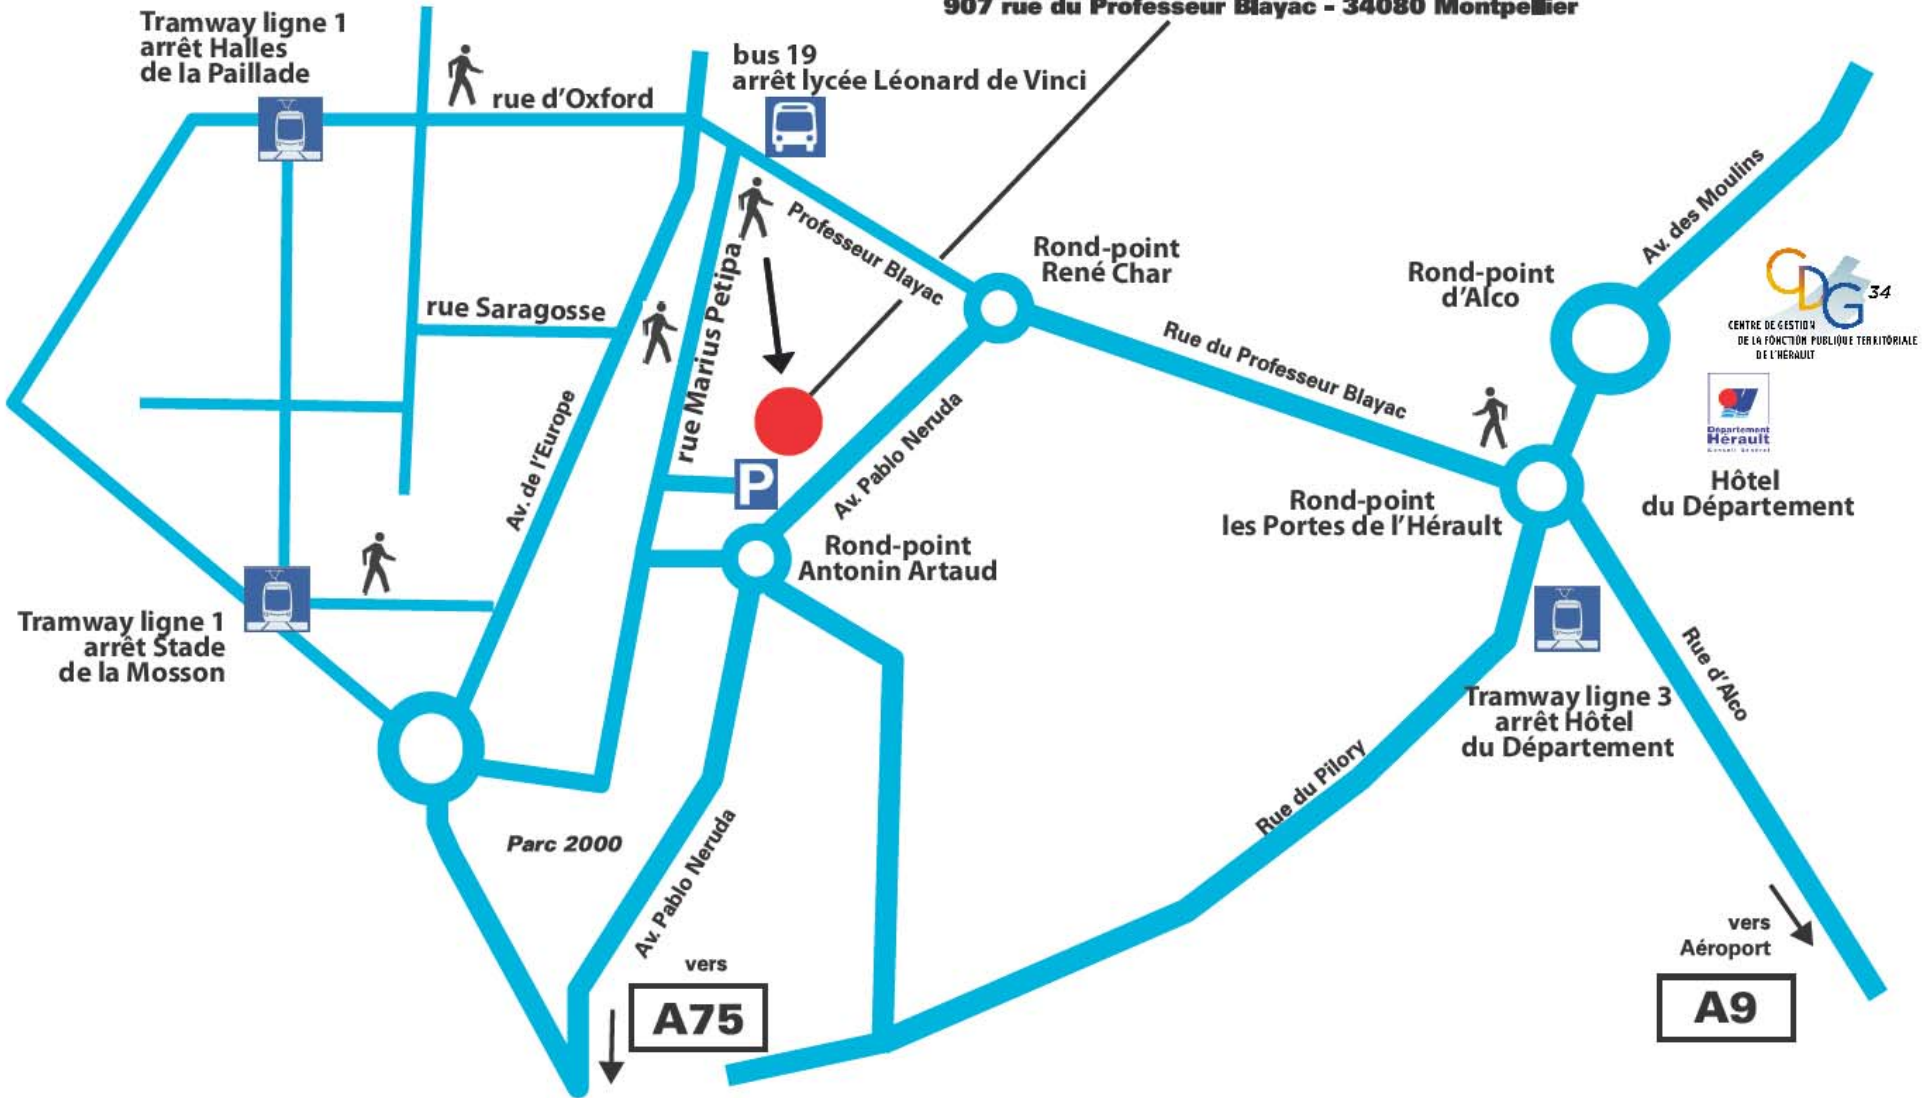 907 rue du Professeur Blayac - 34080 Montpellier
Tramway ligne 1
arrêt Halles
de la Paillade
rue d'Oxford
bus 19
arrêt lycée Léonard de Vinci
Professeur Blayac
rue Marius Petipa
rue Saragosse
Av. de l'Europe
Rond-point
René Char
Rue du Professeur Blayac
Av. Pablo Neruda
P
Rond-point
Antonin Artaud
Rond-point
d'Alco
Av. des Moulins
CDG 34
CENTRE DE GESTION
DE LA FONCTION PUBLIQUE TERRITORIALE
DE L'HÉRAULT
Département
Hérault
Conseil Général
Hôtel
du Département
Rond-point
les Portes de l'Hérault
Tramway ligne 1
arrêt Stade
de la Mosson
Tramway ligne 3
arrêt Hôtel
du Département
Rue d'Alco
Rue du Pilory
Parc 2000
Av. Pablo Neruda
vers
A75
vers
Aéroport
A9